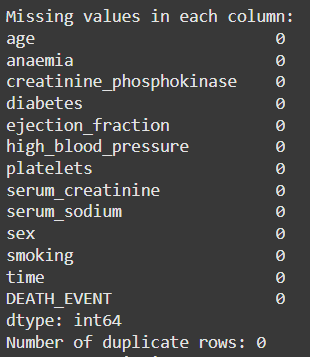 Missing values in each column:
age 0
anaemia 0
creatinine_phosphokinase 0
diabetes 0
ejection_fraction 0
high_blood_pressure 0
platelets 0
serum_creatinine 0
serum_sodium 0
sex 0
smoking 0
time 0
DEATH_EVENT 0
dtype: int64
Number of duplicate rows: 0